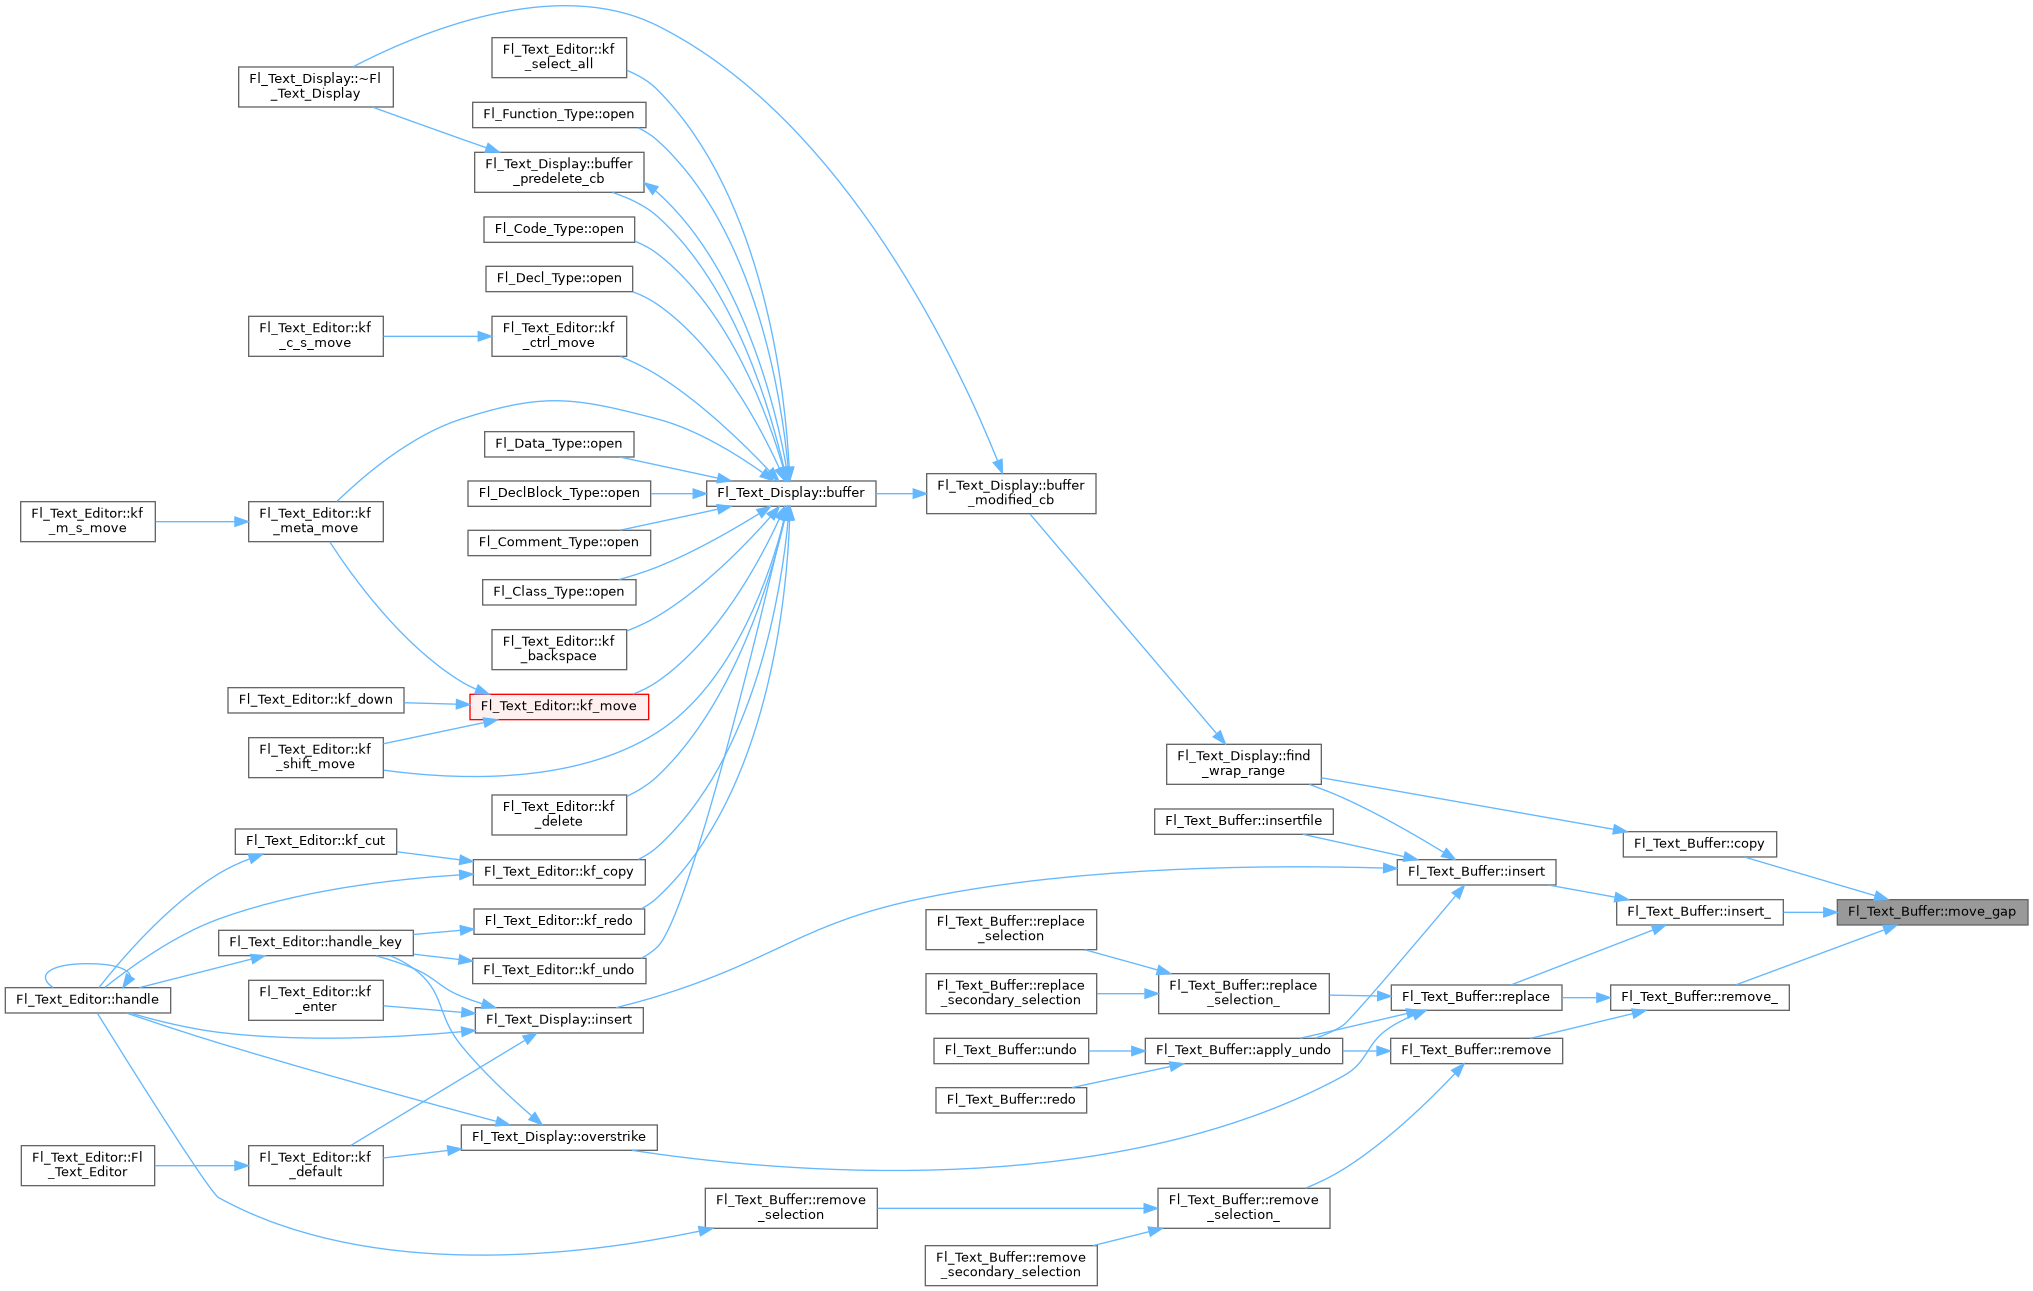 Fl_Text_Editor::kf
_select_all
Fl_Text_Display::~Fl
_Text_Display
Fl_Function_Type::open
Fl_Text_Display::buffer
_predelete_cb
Fl_Code_Type::open
Fl_Decl_Type::open
Fl_Text_Editor::kf
_c_s_move
Fl_Text_Editor::kf
_ctrl_move
Fl_Data_Type::open
Fl_DeclBlock_Type::open
Fl_Text_Display::buffer
Fl_Text_Display::buffer
_modified_cb
Fl_Text_Editor::kf
_m_s_move
Fl_Text_Editor::kf
_meta_move
Fl_Comment_Type::open
Fl_Class_Type::open
Fl_Text_Editor::kf
_backspace
Fl_Text_Editor::kf_down
Fl_Text_Editor::kf_move
Fl_Text_Editor::kf
_shift_move
Fl_Text_Display::find
_wrap_range
Fl_Text_Editor::kf
_delete
Fl_Text_Buffer::insertfile
Fl_Text_Editor::kf_cut
Fl_Text_Buffer::copy
Fl_Text_Editor::kf_copy
Fl_Text_Buffer::insert
Fl_Text_Buffer::insert_
Fl_Text_Buffer::move_gap
Fl_Text_Editor::kf_redo
Fl_Text_Buffer::replace
_selection
Fl_Text_Editor::handle_key
Fl_Text_Editor::kf_undo
Fl_Text_Editor::handle
Fl_Text_Editor::kf
_enter
Fl_Text_Buffer::replace
_secondary_selection
Fl_Text_Buffer::replace
_selection_
Fl_Text_Buffer::replace
Fl_Text_Buffer::remove_
Fl_Text_Display::insert
Fl_Text_Buffer::undo
Fl_Text_Buffer::apply_undo
Fl_Text_Buffer::remove
Fl_Text_Buffer::redo
Fl_Text_Display::overstrike
Fl_Text_Editor::Fl
_Text_Editor
Fl_Text_Editor::kf
_default
Fl_Text_Buffer::remove
_selection
Fl_Text_Buffer::remove
_selection_
Fl_Text_Buffer::remove
_secondary_selection